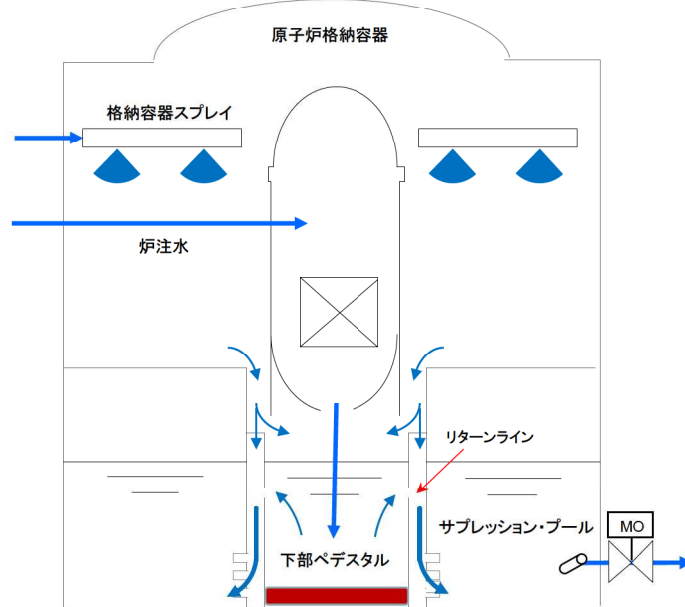 原子炉格納容器
格納容器スプレイ
炉注水
リターンライン
サプレッション・プール
MO
下部ペデスタル